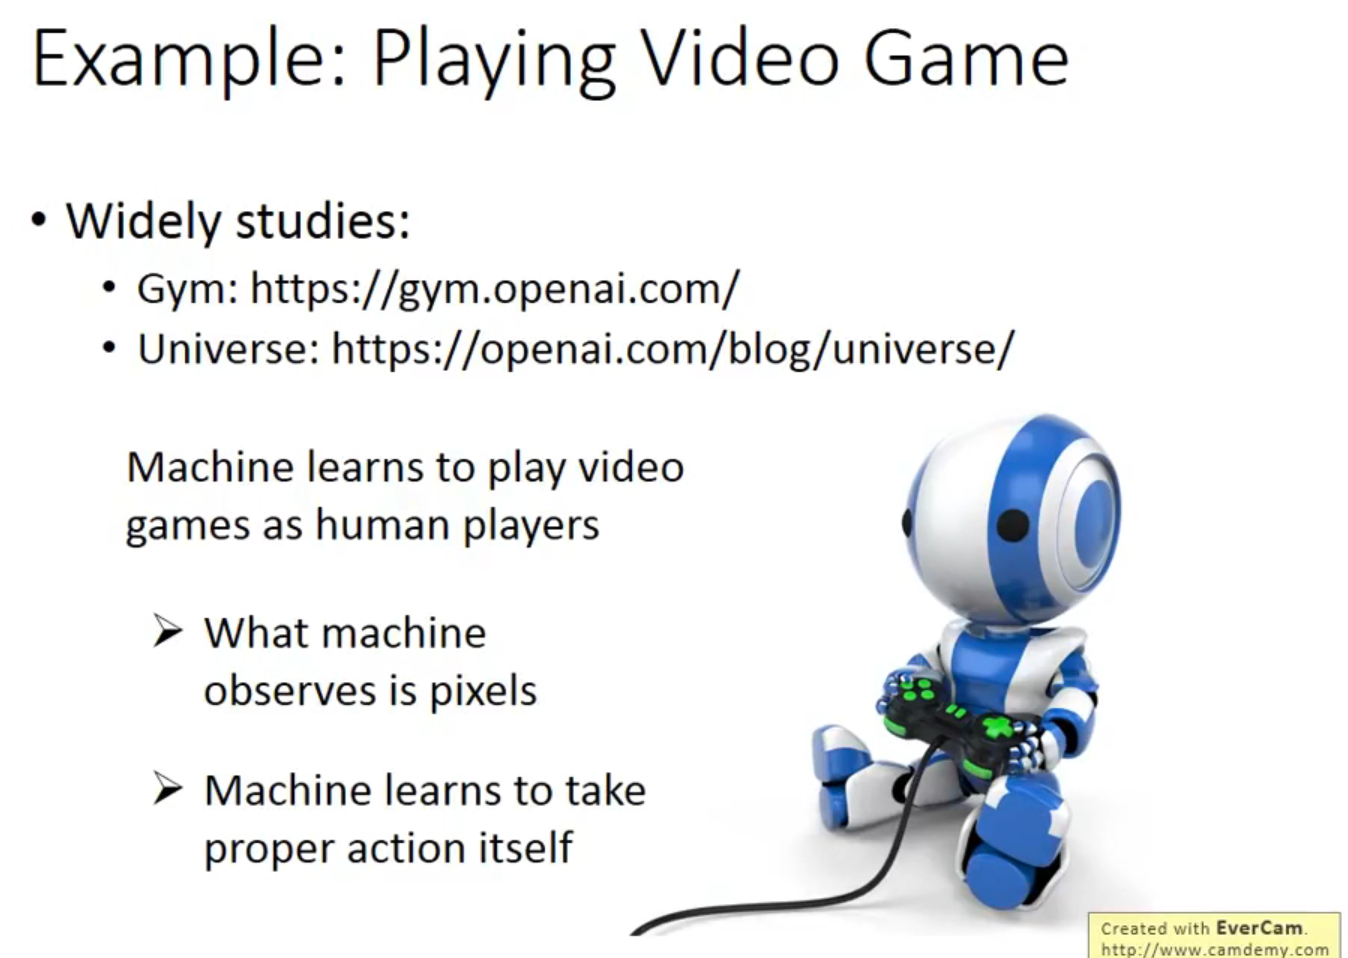 Example: Playing Video Game
• Widely studies:
• Gym: https://gym.openai.com/
• Universe: https://openai.com/blog/universe/
Machine learns to play video
games as human players
➢ What machine
observes is pixels
➢ Machine learns to take
proper action itself
Created with EverCam.
http://www.camdemy.com